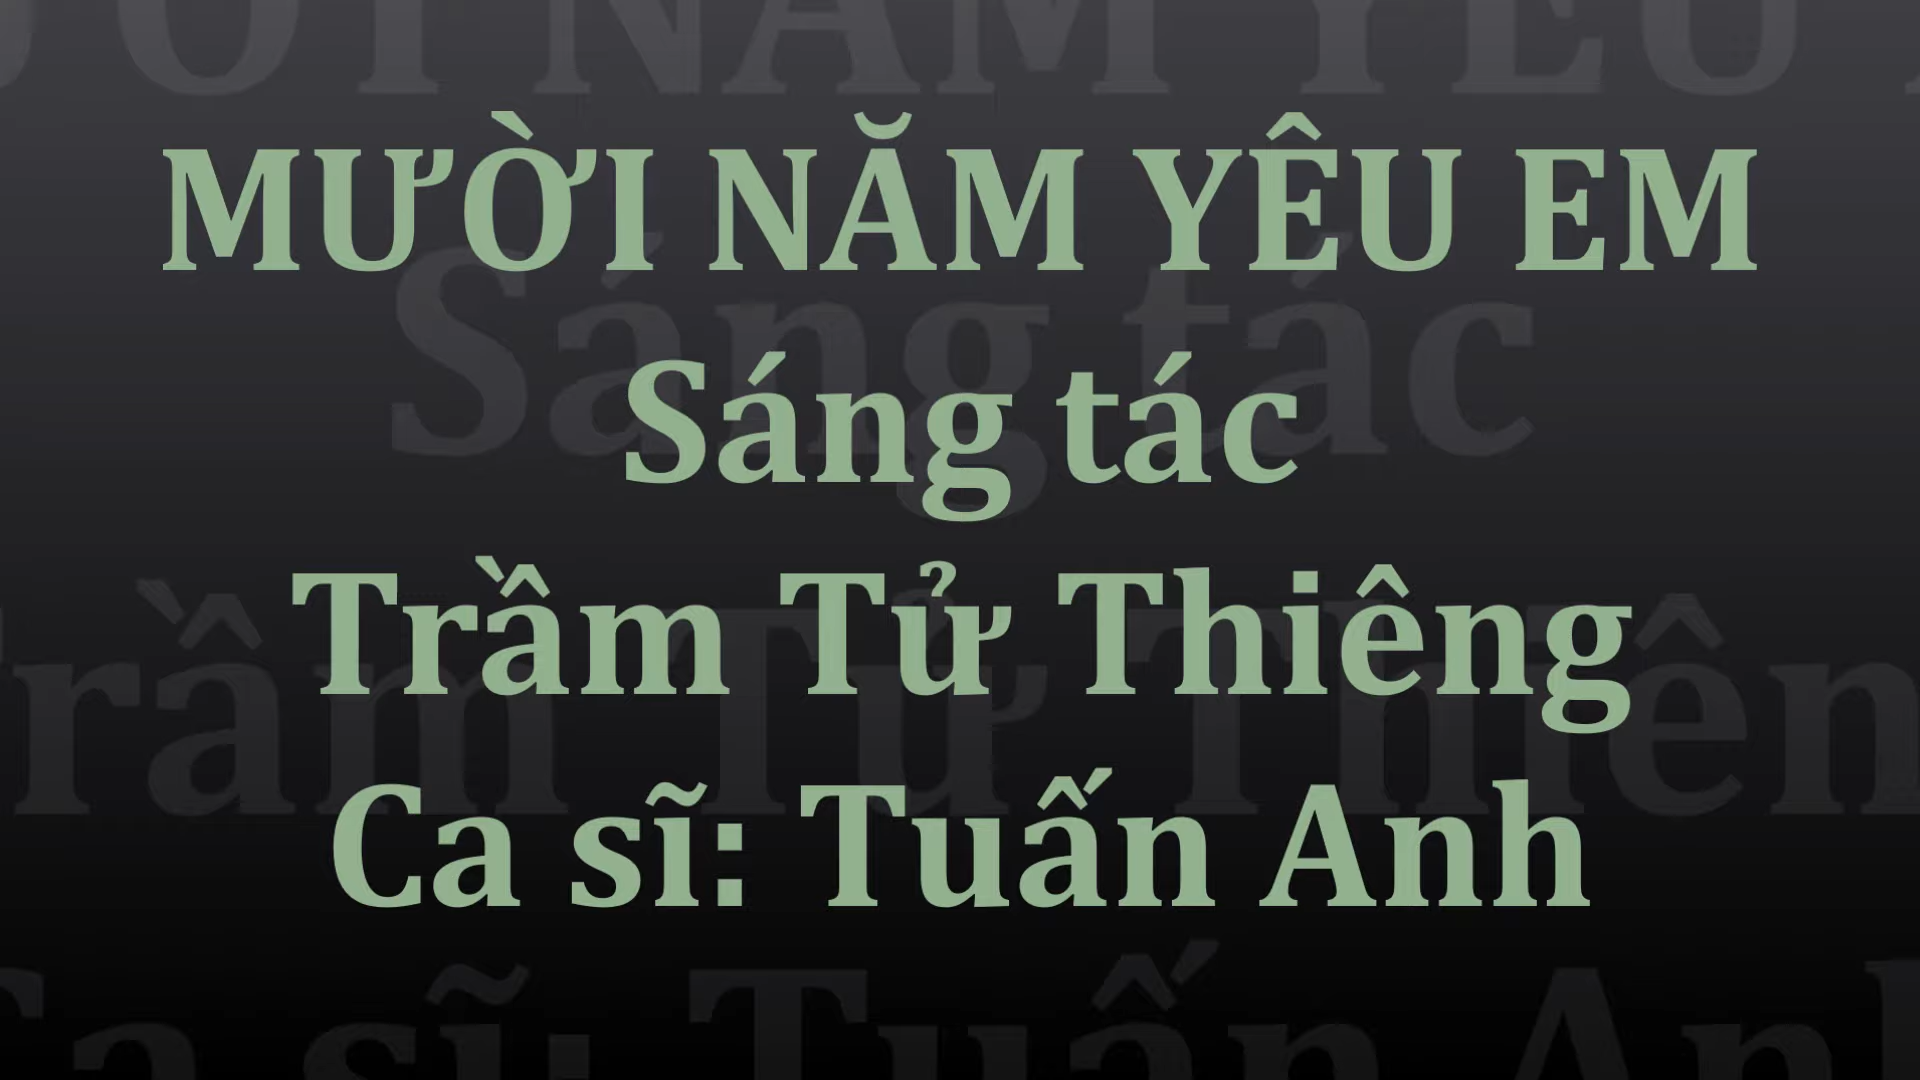 MƯỜI NĂM YÊU EM
Sáng tác
Trầm Tử Thiêng
Ca sĩ: Tuấn Anh